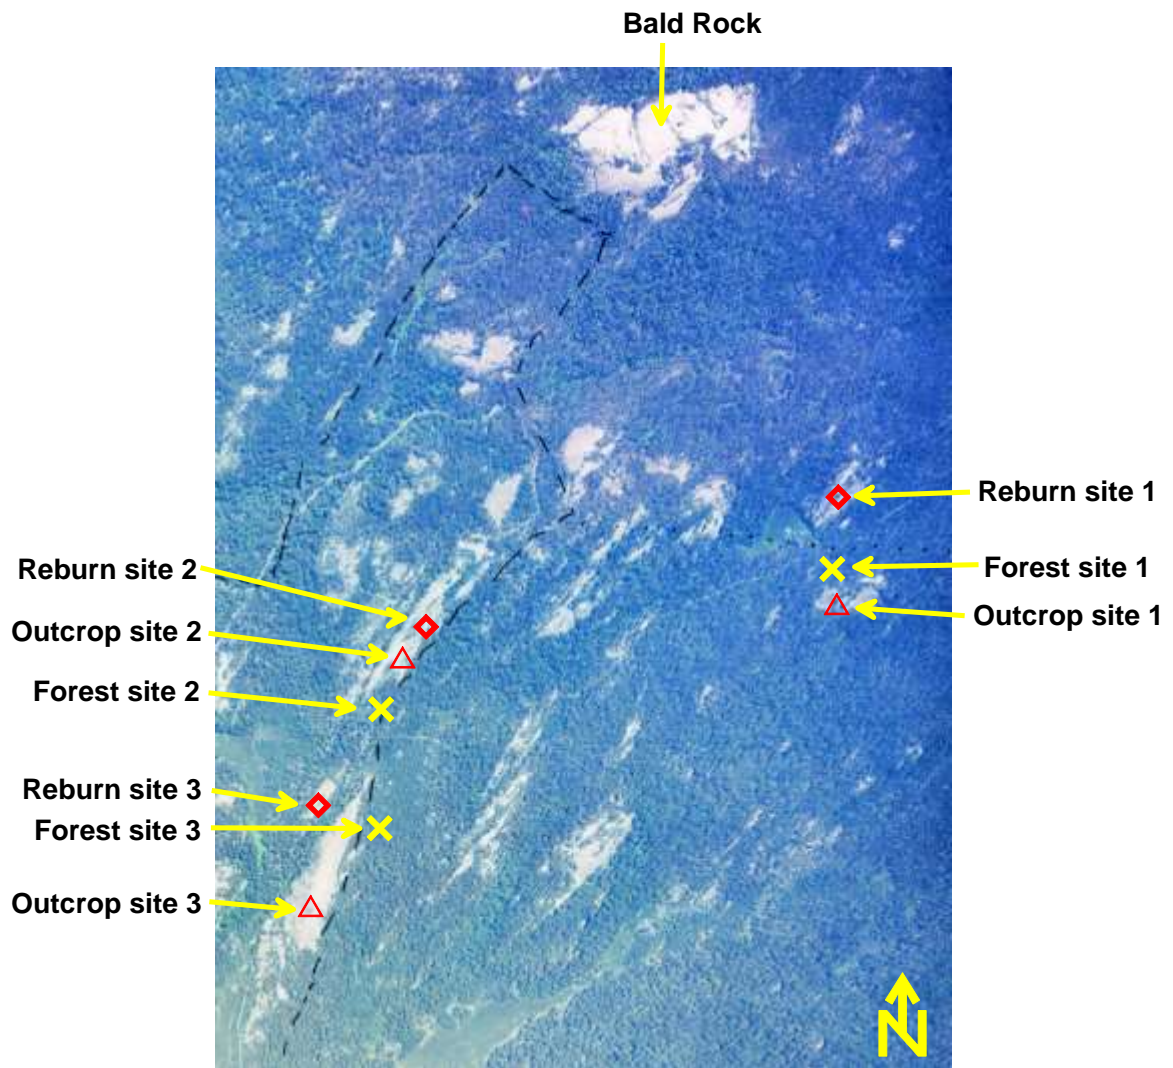 Bald Rock
Reburn site 1
Forest site 1
Outcrop site 1
Reburn site 2
Outcrop site 2
Forest site 2
Reburn site 3
Forest site 3
Outcrop site 3
N